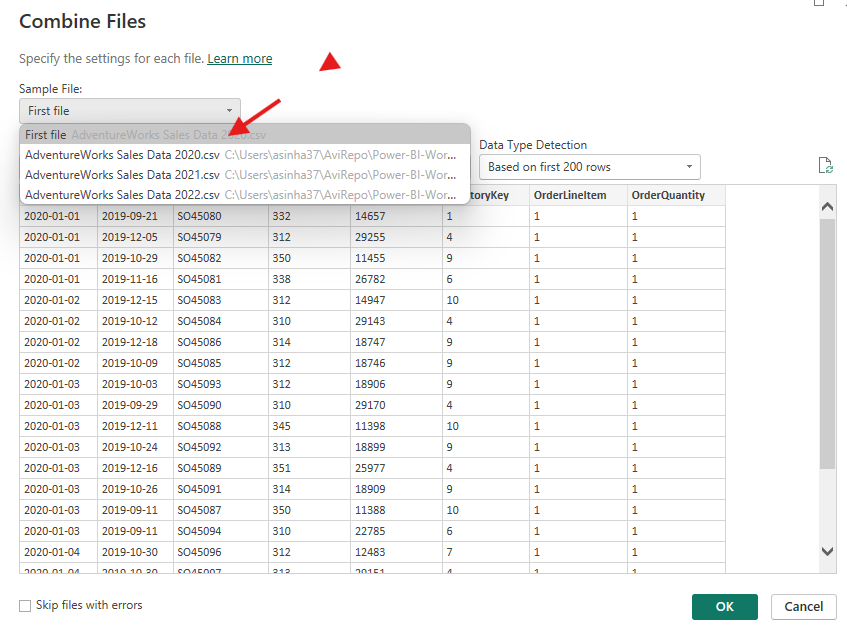 Combine Files
Specify the settings for each file. Learn more
Sample File:
First file
First file AdventureWorks Sales Data 2020.csv
AdventureWorks Sales Data 2020.csv C:\Users\asinha37\AviRepo\Power-BI-Wor...
AdventureWorks Sales Data 2021.csv C:\Users\asinha37\AviRepo\Power-BI-Wor...
AdventureWorks Sales Data 2022.csv C:\Users\asinha37\AviRepo\Power-BI-Wor...
Data Type Detection
Based on first 200 rows
toryKey OrderLineItem OrderQuantity
2020-01-01 2019-09-21 SO45080 332 14657 1 1 1
2020-01-01 2019-12-05 SO45079 312 29255 4 1 1
2020-01-01 2019-10-29 SO45082 350 11455 9 1 1
2020-01-01 2019-11-16 SO45081 338 26782 6 1 1
2020-01-02 2019-12-15 SO45083 312 14947 10 1 1
2020-01-02 2019-10-12 SO45084 310 29143 4 1 1
2020-01-02 2019-12-18 SO45086 314 18747 9 1 1
2020-01-02 2019-10-09 SO45085 312 18746 9 1 1
2020-01-03 2019-10-03 SO45093 312 18906 9 1 1
2020-01-03 2019-09-29 SO45090 310 29170 4 1 1
2020-01-03 2019-12-11 SO45088 345 11398 10 1 1
2020-01-03 2019-10-24 SO45092 313 18899 9 1 1
2020-01-03 2019-12-16 SO45089 351 25977 4 1 1
2020-01-03 2019-10-26 SO45091 314 18909 9 1 1
2020-01-03 2019-09-11 SO45087 350 11388 10 1 1
2020-01-03 2019-09-11 SO45094 310 22785 6 1 1
2020-01-04 2019-10-30 SO45096 312 12483 7 1 1
2020-01-04 2019-10-30 SO45097 313 29151 4 1 1
Skip files with errors
OK
Cancel